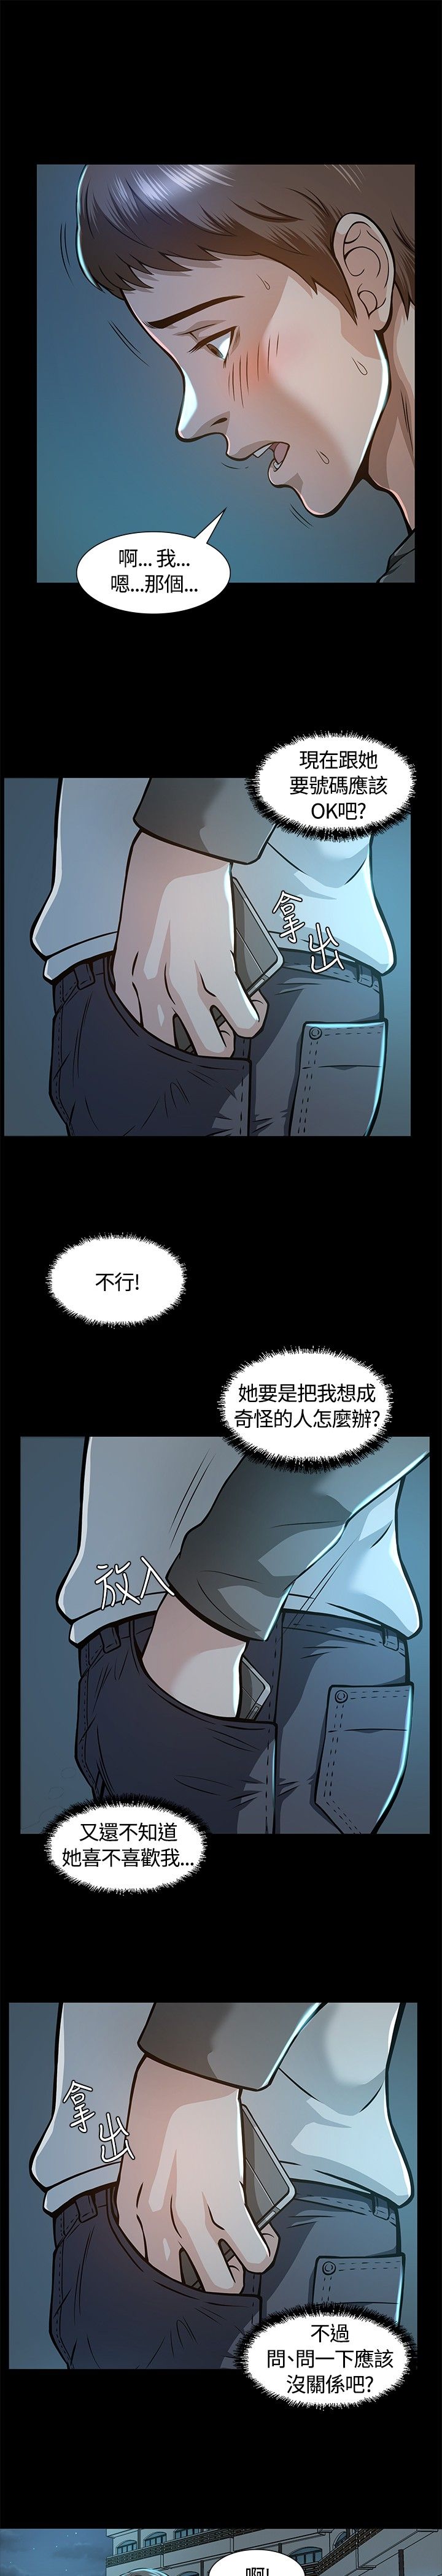 啊... 我...
嗯...那個...
現在跟她
要號碼應該
OK吧?
拿出
不行!
她要是把我想成
奇怪的人怎麼辦?
放入
又還不知道
她喜不喜歡我...
拿出
不過
問、問一下應該
沒關係吧?
啊!